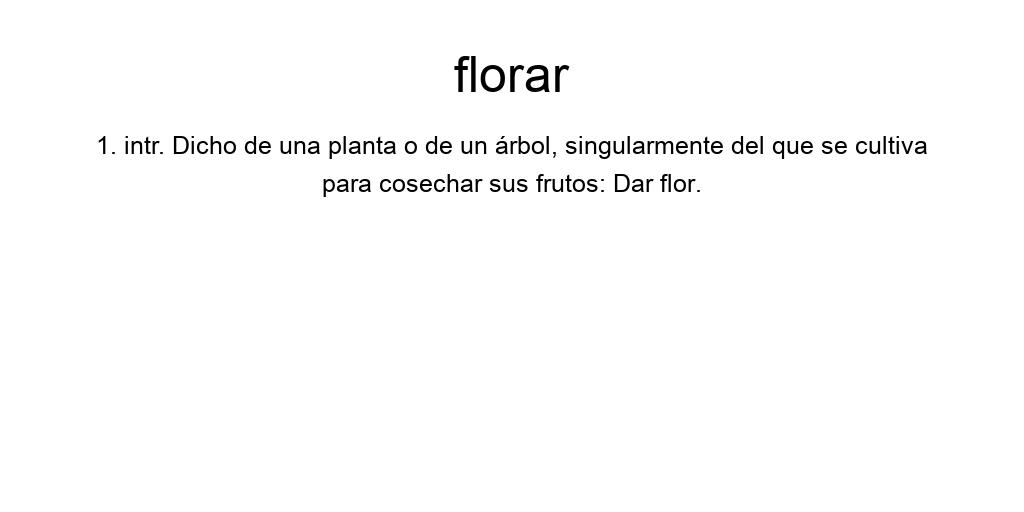 florar
1. intr. Dicho de una planta o de un árbol, singularmente del que se cultiva
para cosechar sus frutos: Dar flor.